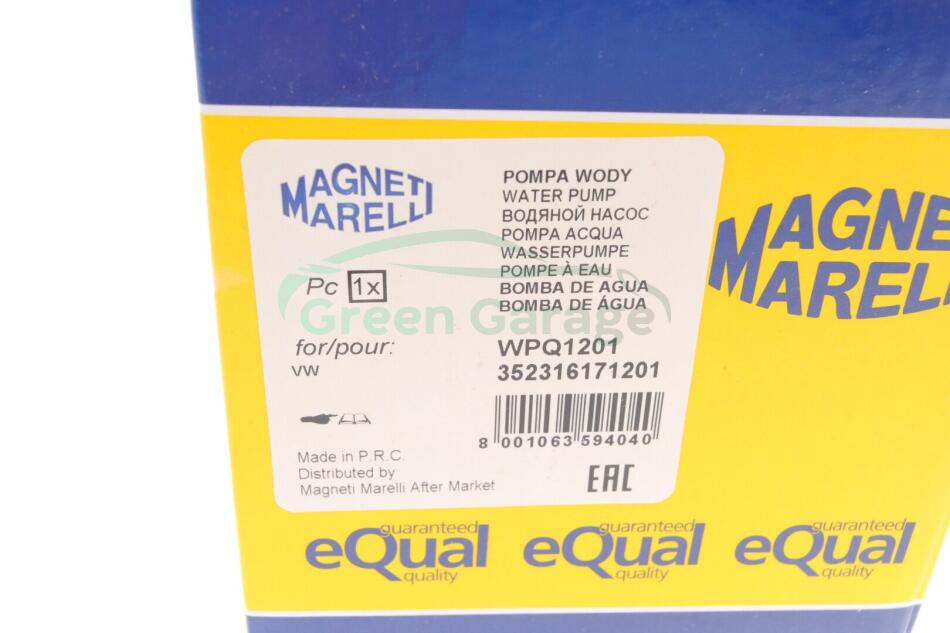 MAGNETI
MARELLI
POMPA WODY
WATER PUMP
ВОДЯНОЙ НАСОС
POMPA ACQUA
WASSERPUMPE
POMPE À EAU
BOMBA DE AGUA
BOMBA DE ÁGUA
Pc 1x
Green Garage
for/pour:
VW
WPQ1201
352316171201
8 001063 594040
Made in P.R.C.
Distributed by
Magneti Marelli After Market
EAC
MAGNE
MARELL
guaranteed
eQual
quality
guaranteed
eQual
quality
guaranteed
eQual
quality